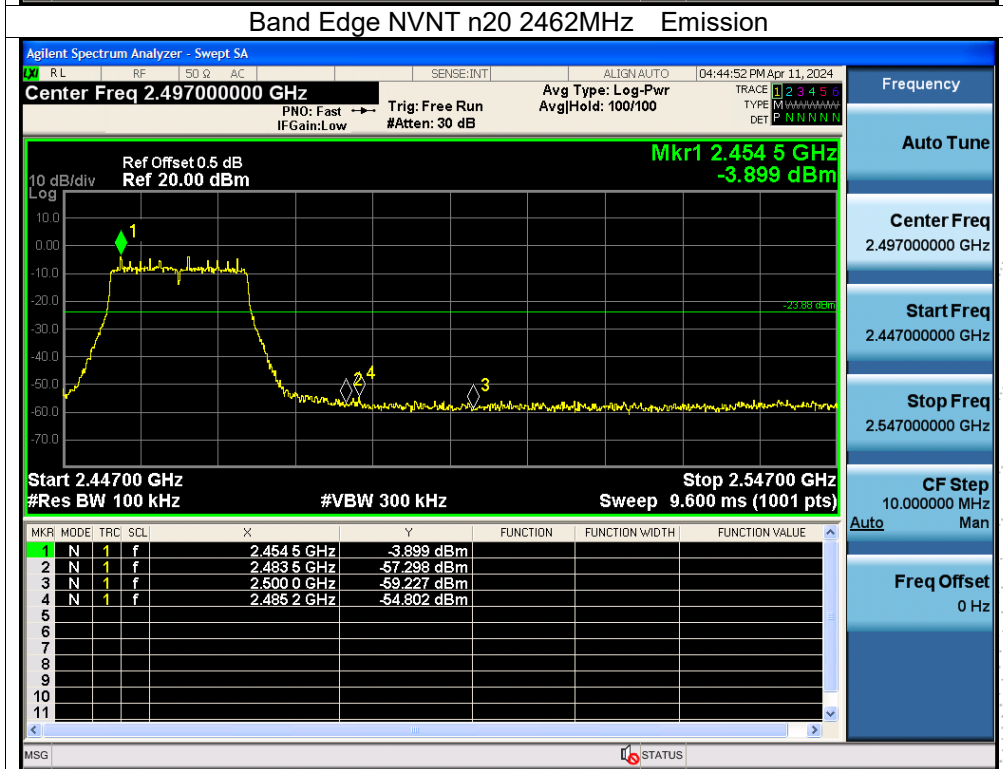 Band Edge NVNT n20 2462MHz Emission
Agilent Spectrum Analyzer - Swept SA
LXI RL RF 50 Ω AC SENSE:INT ALIGN AUTO 04:44:52 PM Apr 11, 2024
Center Freq 2.497000000 GHz
PNO: Fast
IFGain:Low
Trig: Free Run
#Atten: 30 dB
Avg Type: Log-Pwr
Avg|Hold: 100/100
TRACE 1 2 3 4 5 6
TYPE M WWWWW
DET P N N N N N
Ref Offset 0.5 dB
Ref 20.00 dBm
10 dB/div
Log
Mkr1 2.454 5 GHz
-3.899 dBm
10.0
0.00
-10.0
-20.0
-30.0
-40.0
-50.0
-60.0
-70.0
1
-23.88 dBm
2 4
3
Start 2.44700 GHz
#Res BW 100 kHz
#VBW 300 kHz
Stop 2.54700 GHz
Sweep 9.600 ms (1001 pts)
MKR MODE TRC SCL X Y FUNCTION FUNCTION WIDTH FUNCTION VALUE
1 N 1 f 2.454 5 GHz -3.899 dBm
2 N 1 f 2.483 5 GHz -57.298 dBm
3 N 1 f 2.500 0 GHz -59.227 dBm
4 N 1 f 2.485 2 GHz -54.802 dBm
5
6
7
8
9
10
11
MSG
STATUS
Frequency
Auto Tune
Center Freq
2.497000000 GHz
Start Freq
2.447000000 GHz
Stop Freq
2.547000000 GHz
CF Step
10.000000 MHz
Auto Man
Freq Offset
0 Hz